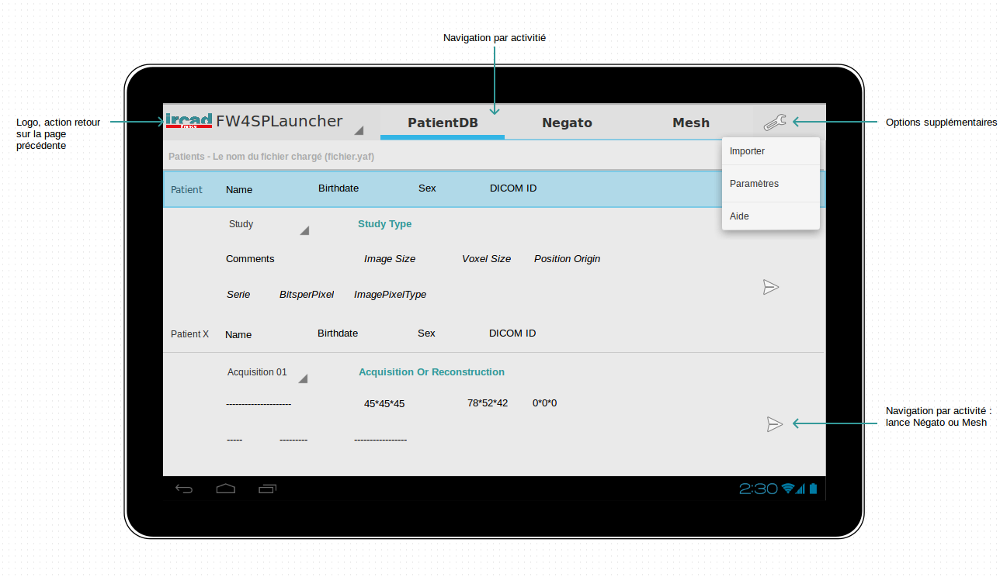 Navigation par activitié
Logo, action retour
sur la page
précédente
ircad
france
FW4SPLauncher
PatientDB
Negato
Mesh
Options supplémentaires
Importer
Paramètres
Aide
Patients - Le nom du fichier chargé (fichier.yaf)
Patient Name Birthdate Sex DICOM ID
Study Study Type
Comments Image Size Voxel Size Position Origin
Serie BitsperPixel ImagePixelType
Patient X Name Birthdate Sex DICOM ID
Acquisition 01 Acquisition Or Reconstruction
--------------------- 45*45*45 78*52*42 0*0*0
----- --------- -----------------
Navigation par activité :
lance Négato ou Mesh
2:30